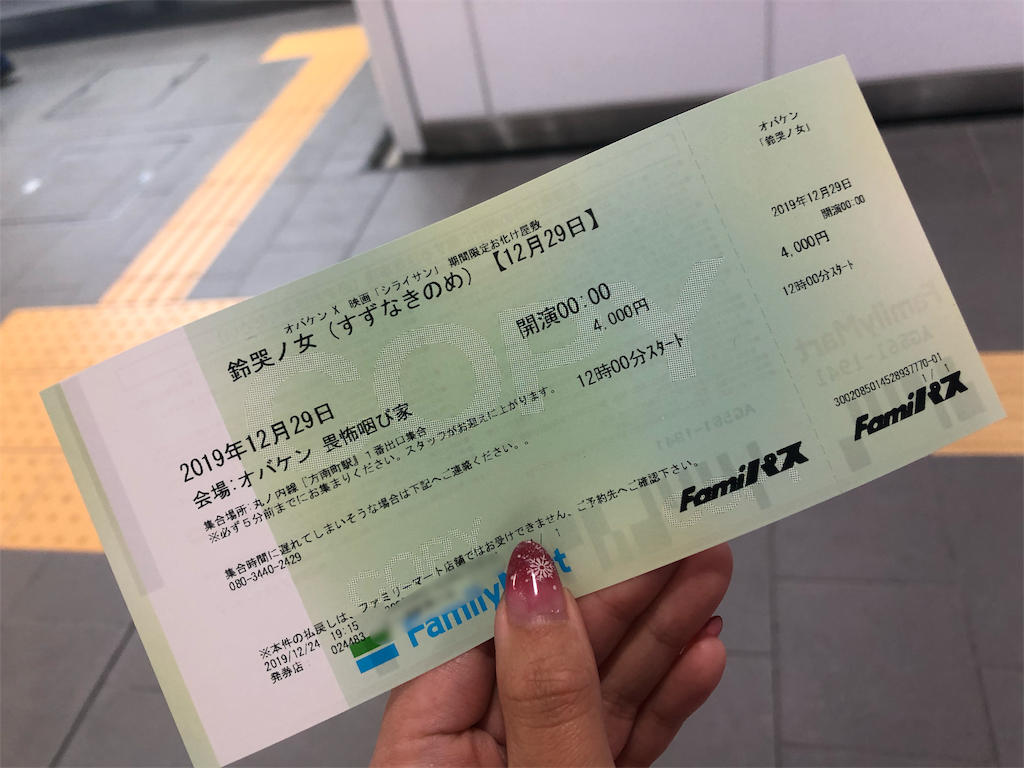 オバケン X 映画「シライサン」 期間限定お化け屋敷
鈴哭ノ女（すずなきのめ）【12月29日】
2019年12月29日
開演00:00
4,000円
会場:オバケン 畏怖咽び家
12時00分スタート
集合場所:丸ノ内線『方南町駅』１番出口集合
※必ず５分前までにお集まりください。スタッフがお迎えに上がります。
集合時間に遅れてしまいそうな場合は下記へご連絡ください。。
080-3440-2429
※本件の払戻しは、ファミリーマート店舗ではお受けできません、ご予約先へご確認下さい。
2019/12/24 19:15
発券店 024483
1/ 1
FamilyMart
Famiパス
COPY
COPY
オバケン
「鈴哭ノ女」
2019年12月29日
開演00:00
4,000円
12時00分スタート
300208501452893​7770-01
1/ 1
Famiパス
FamilyMart
AG561-1941